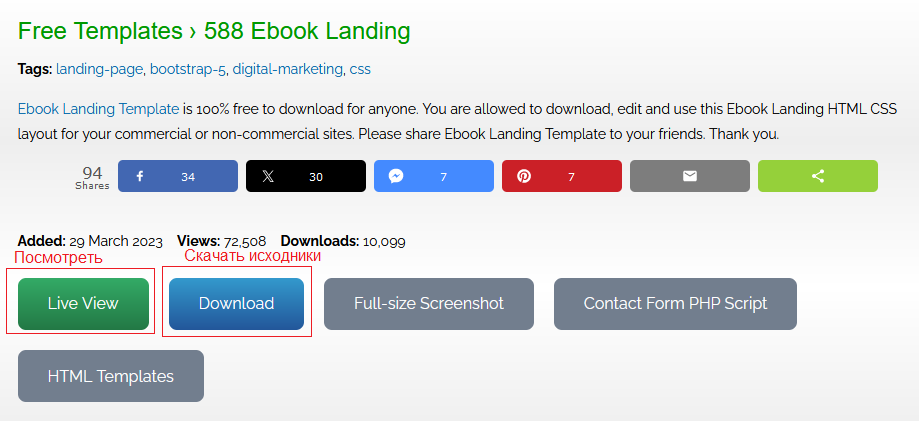 Free Templates › 588 Ebook Landing
Tags: landing-page, bootstrap-5, digital-marketing, css
Ebook Landing Template is 100% free to download for anyone. You are allowed to download, edit and use this Ebook Landing HTML CSS
layout for your commercial or non-commercial sites. Please share Ebook Landing Template to your friends. Thank you.
94
Shares
34
30
7
7
Added: 29 March 2023 Views: 72,508 Downloads: 10,099
Посмотреть
Скачать исходники
Live View
Download
Full-size Screenshot
Contact Form PHP Script
HTML Templates